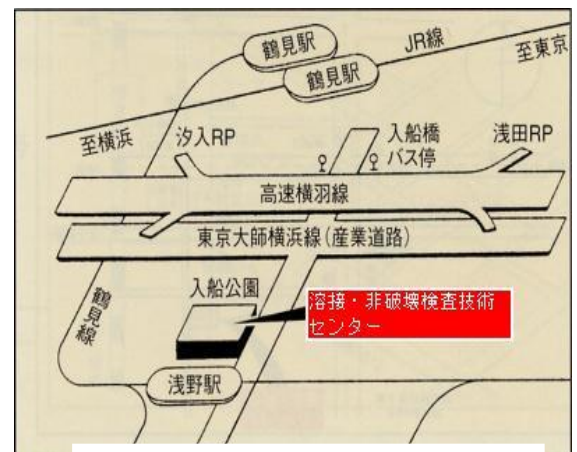 鶴見駅
JR線
至東京
鶴見駅
至横浜
汐入RP
入船橋
バス停
浅田RP
高速横羽線
東京大師横浜線(産業道路)
鶴見線
入船公園
溶接・非破壊検査技術
センター
浅野駅